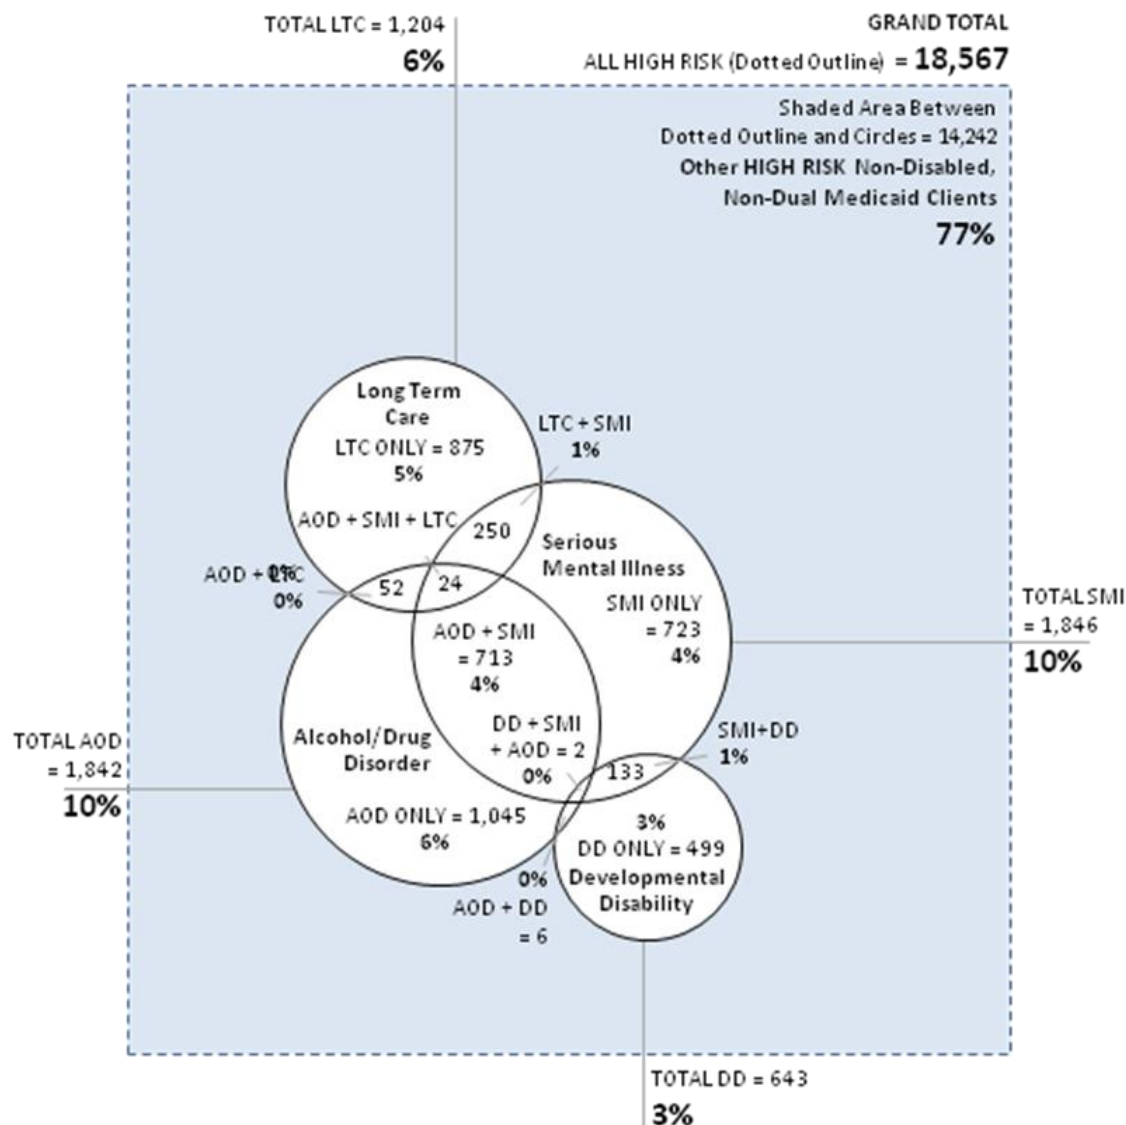 TOTAL LTC = 1,204
6%
GRAND TOTAL
ALL HIGH RISK (Dotted Outline) = 18,567
Shaded Area Between
Dotted Outline and Circles = 14,242
Other HIGH RISK Non-Disabled,
Non-Dual Medicaid Clients
77%
Long Term
Care
LTC ONLY = 875
5%
LTC + SMI
1%
AOD + SMI + LTC
0%
250
Serious
Mental Illness
AOD + LTC
0%
52
24
SMI ONLY
= 723
4%
TOTAL SMI
= 1,846
10%
AOD + SMI
= 713
4%
DD + SMI
+ AOD = 2
0%
SMI+DD
1%
133
TOTAL AOD
= 1,842
10%
Alcohol/Drug
Disorder
AOD ONLY = 1,045
6%
3%
DD ONLY = 499
Developmental
Disability
0%
AOD + DD
= 6
TOTAL DD = 643
3%